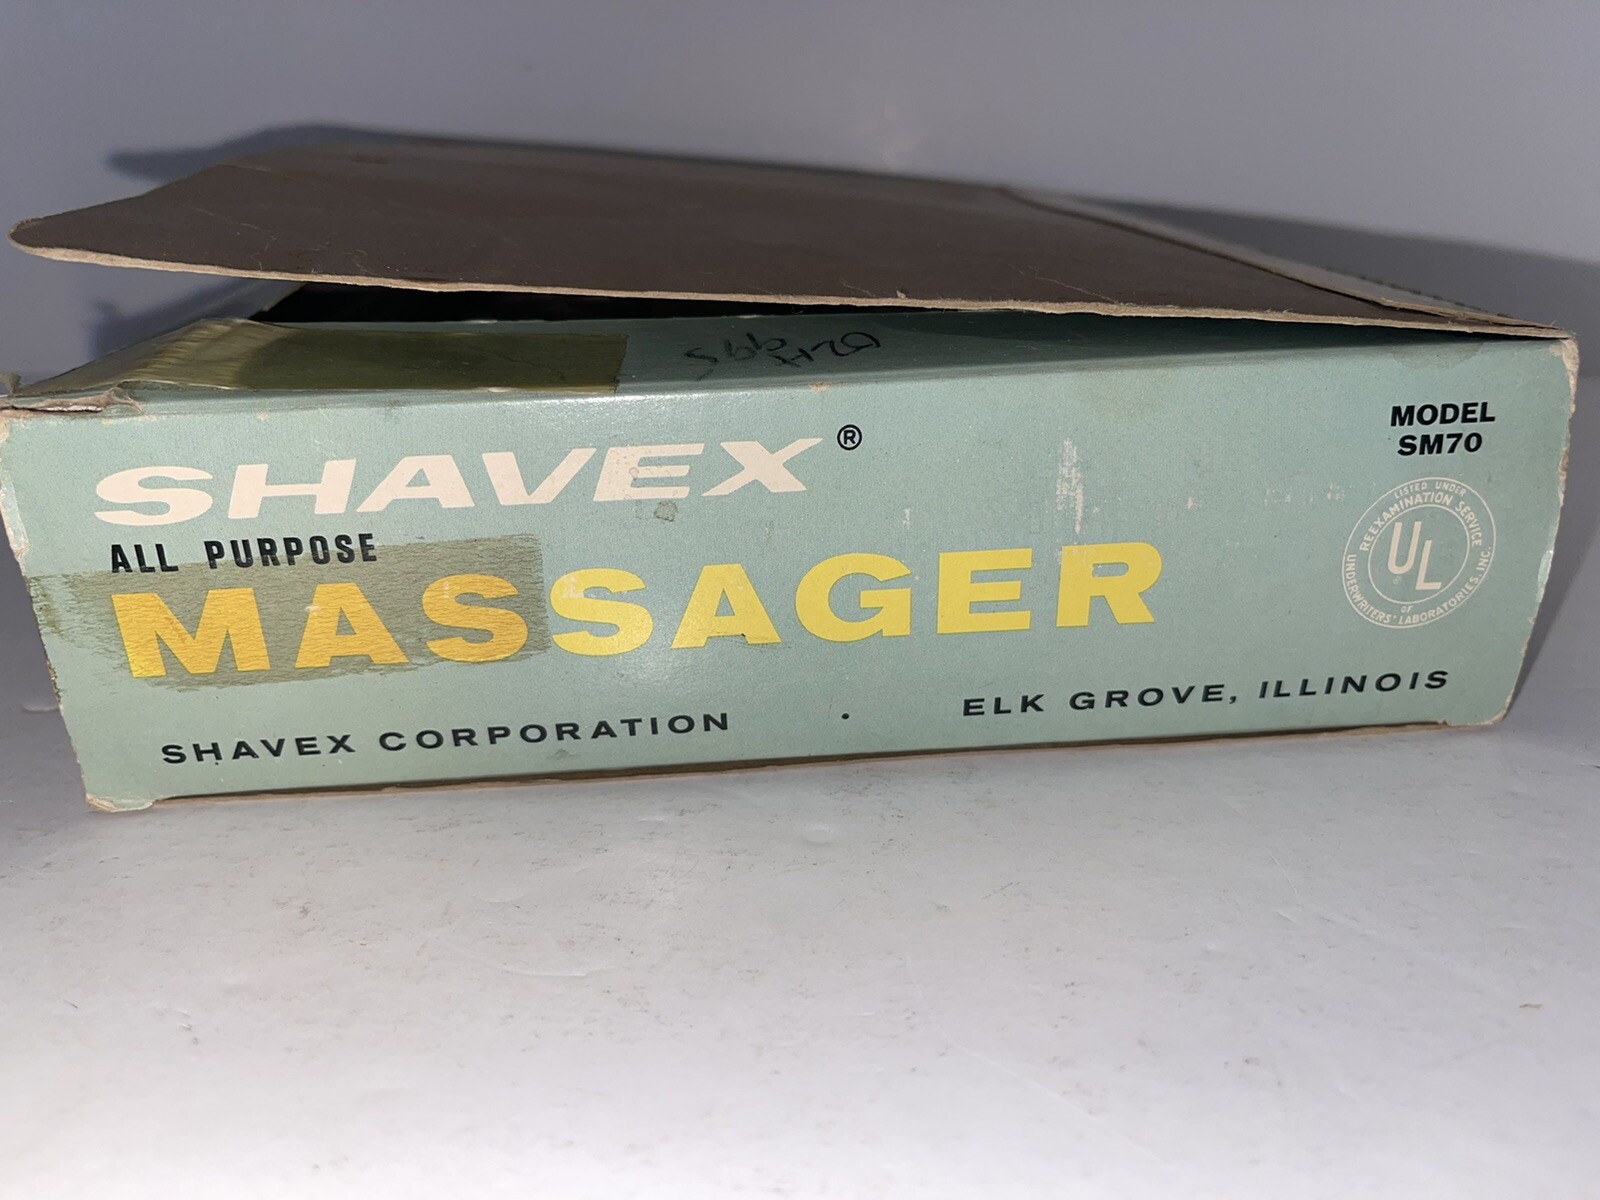 SHAVEX®
ALL PURPOSE
MASSAGER
SHAVEX CORPORATION · ELK GROVE, ILLINOIS
MODEL
SM70
LISTED UNDER
REEXAMINATION SERVICE
UL
OF
UNDERWRITERS' LABORATORIES, INC.